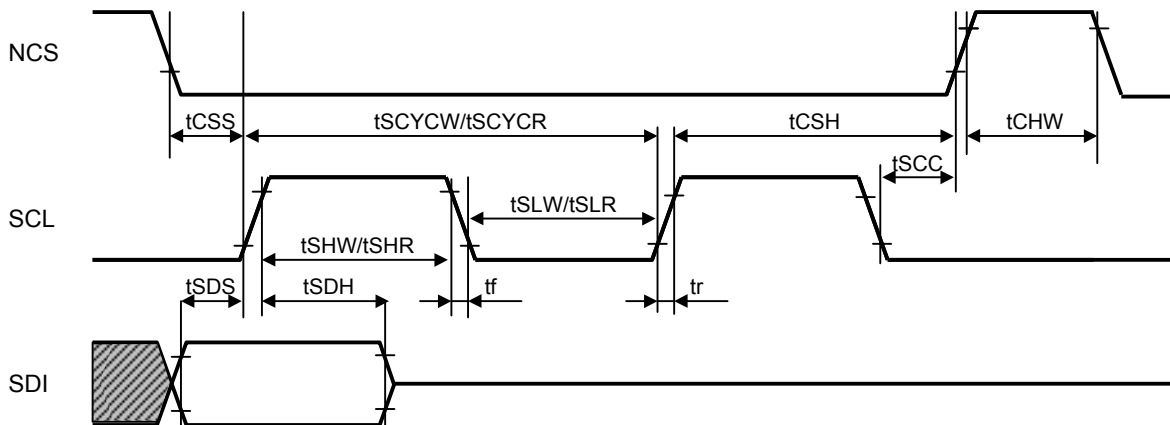 NCS
tCSS
tSCYCW/tSCYCR
tCSH
tCHW
tSCC
SCL
tSLW/tSLR
tSHW/tSHR
tSDS
tSDH
tf
tr
SDI